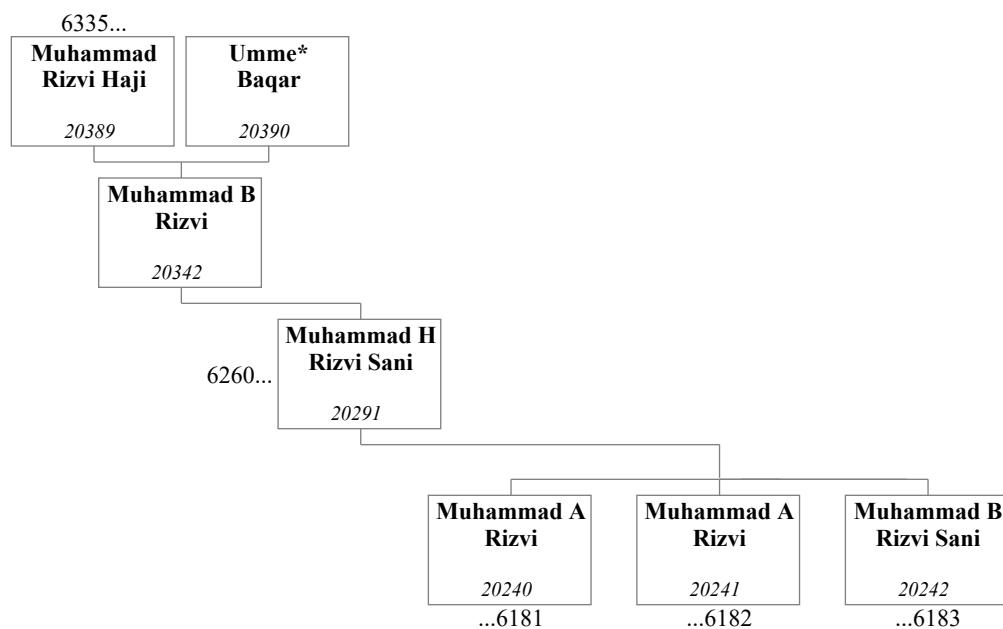 6335...
Muhammad
Rizvi Haji
20389
Umme*
Baqar
20390
Muhammad B
Rizvi
20342
6260...
Muhammad H
Rizvi Sani
20291
Muhammad A
Rizvi
20240
...6181
Muhammad A
Rizvi
20241
...6182
Muhammad B
Rizvi Sani
20242
...6183